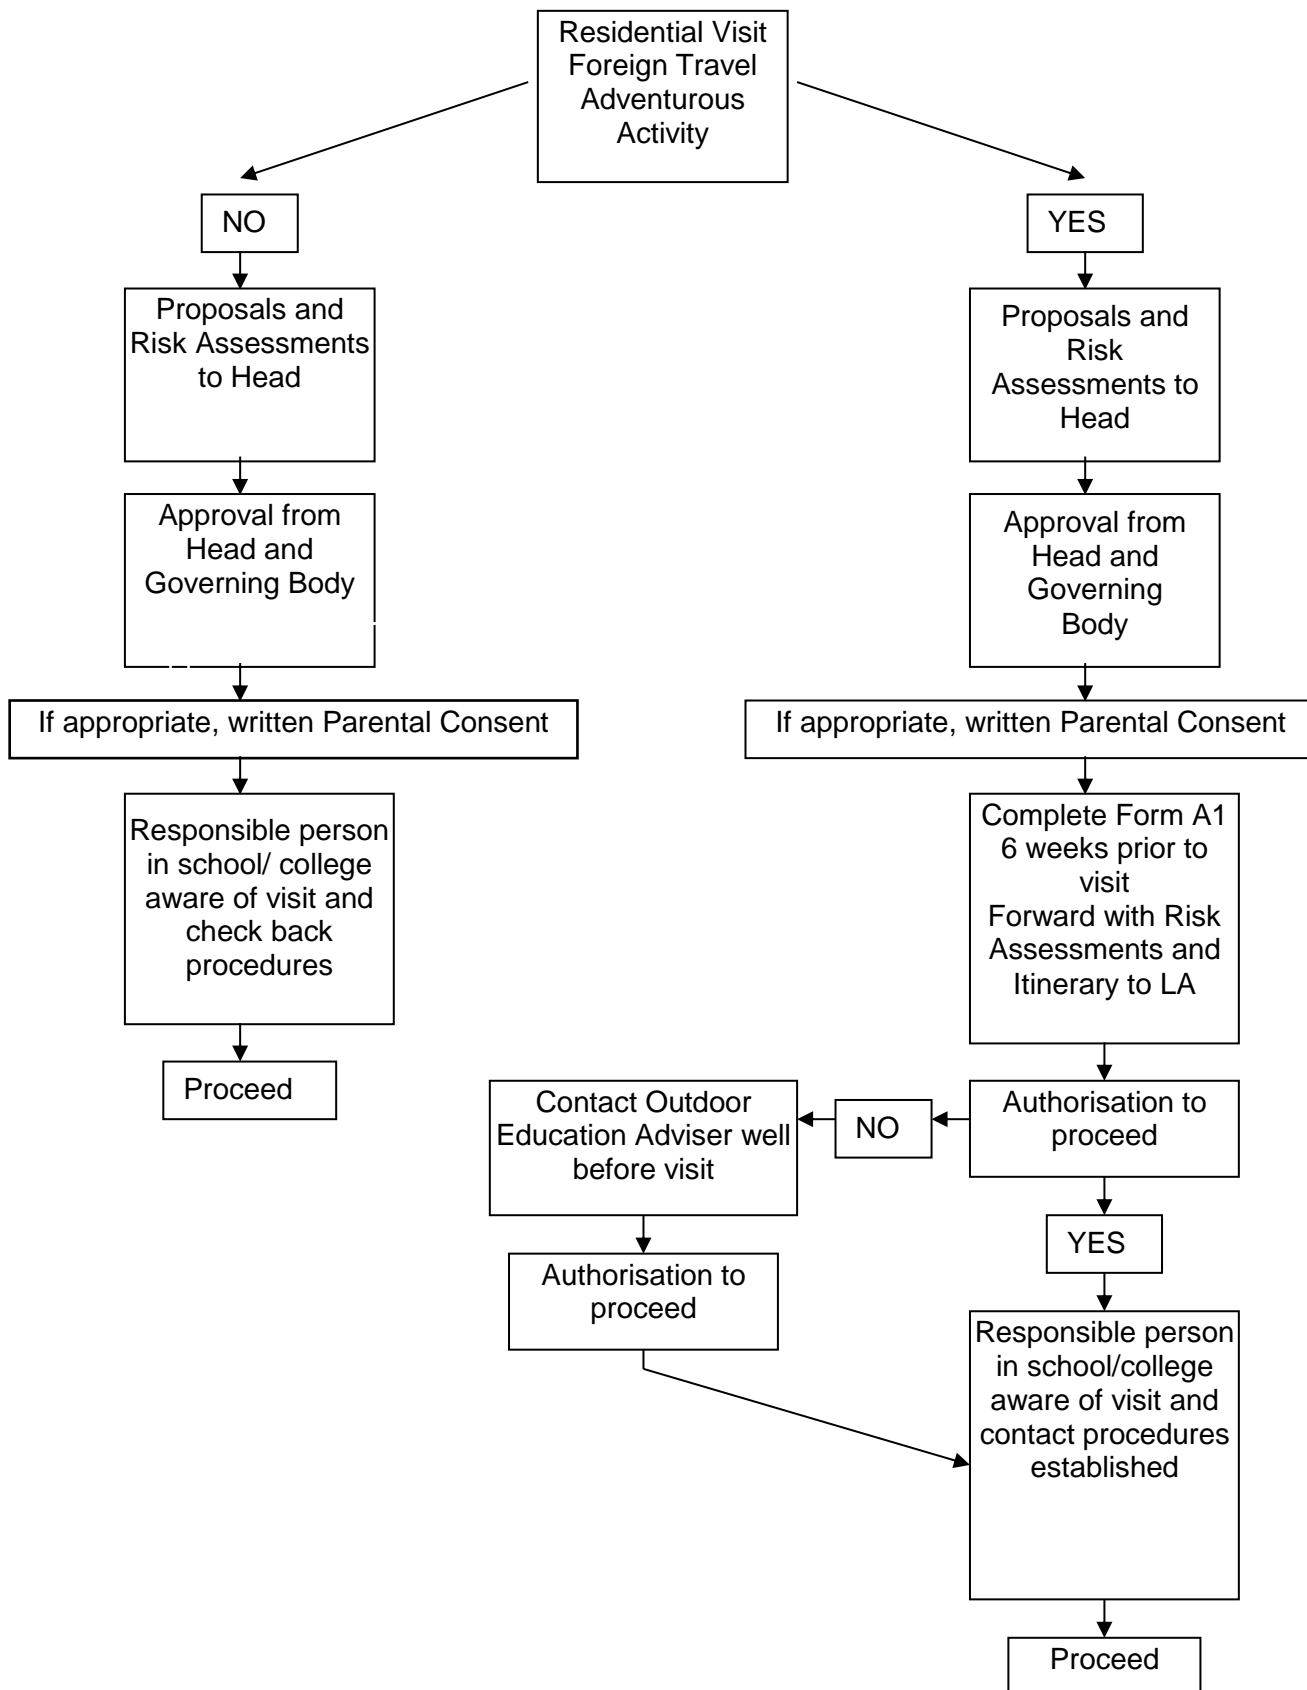 Residential Visit
Foreign Travel
Adventurous
Activity
NO
Proposals and
Risk Assessments
to Head
Approval from
Head and
Governing Body
If appropriate, written Parental Consent
Responsible person
in school/ college
aware of visit and
check back
procedures
Proceed
YES
Proposals and
Risk
Assessments to
Head
Approval from
Head and
Governing
Body
If appropriate, written Parental Consent
Complete Form A1
6 weeks prior to
visit
Forward with Risk
Assessments and
Itinerary to LA
Authorisation to
proceed
NO
Contact Outdoor
Education Adviser well
before visit
Authorisation to
proceed
YES
Responsible person
in school/college
aware of visit and
contact procedures
established
Proceed